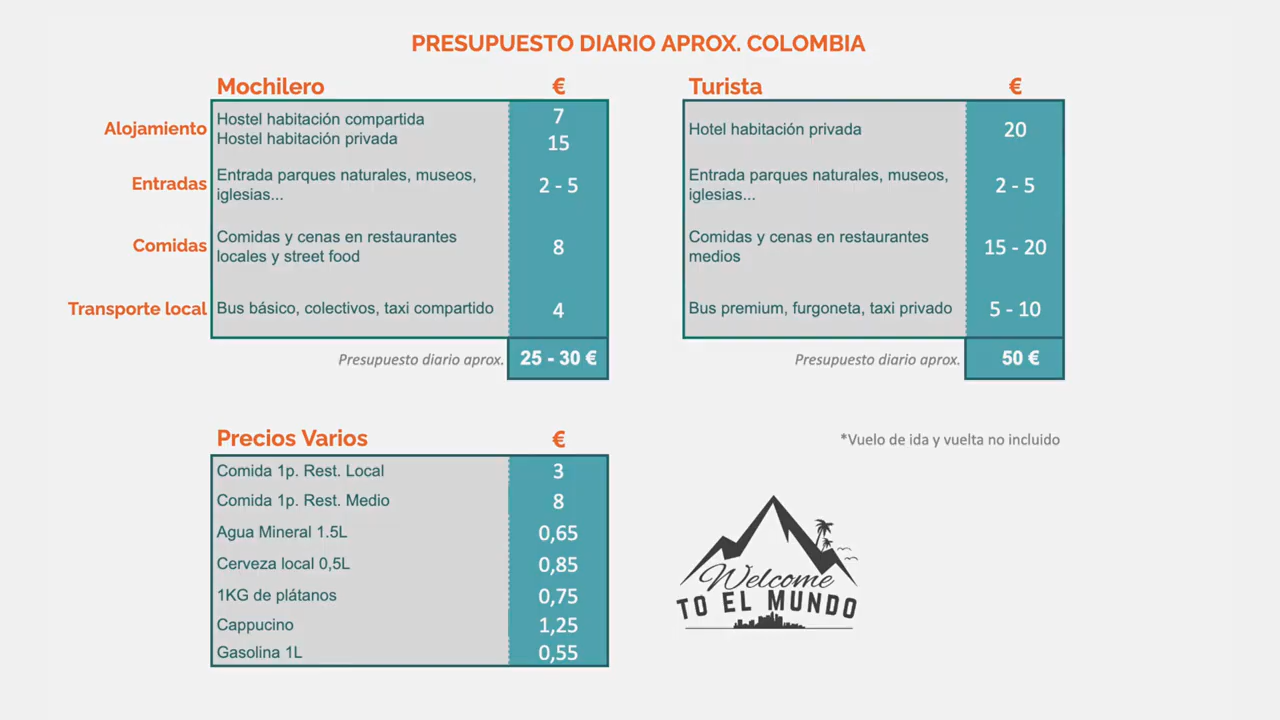 PRESUPUESTO DIARIO APROX. COLOMBIA
Mochilero €
Alojamiento
Hostel habitación compartida 7
Hostel habitación privada 15
Entradas
Entrada parques naturales, museos,
iglesias... 2 - 5
Comidas
Comidas y cenas en restaurantes
locales y street food 8
Transporte local
Bus básico, colectivos, taxi compartido 4
Presupuesto diario aprox. 25 - 30 €
Turista €
Hotel habitación privada 20
Entrada parques naturales, museos,
iglesias... 2 - 5
Comidas y cenas en restaurantes
medios 15 - 20
Bus premium, furgoneta, taxi privado 5 - 10
Presupuesto diario aprox. 50 €
Precios Varios €
Comida 1p. Rest. Local 3
Comida 1p. Rest. Medio 8
Agua Mineral 1.5L 0,65
Cerveza local 0,5L 0,85
1KG de plátanos 0,75
Cappucino 1,25
Gasolina 1L 0,55
*Vuelo de ida y vuelta no incluido
Welcome
TO EL MUNDO